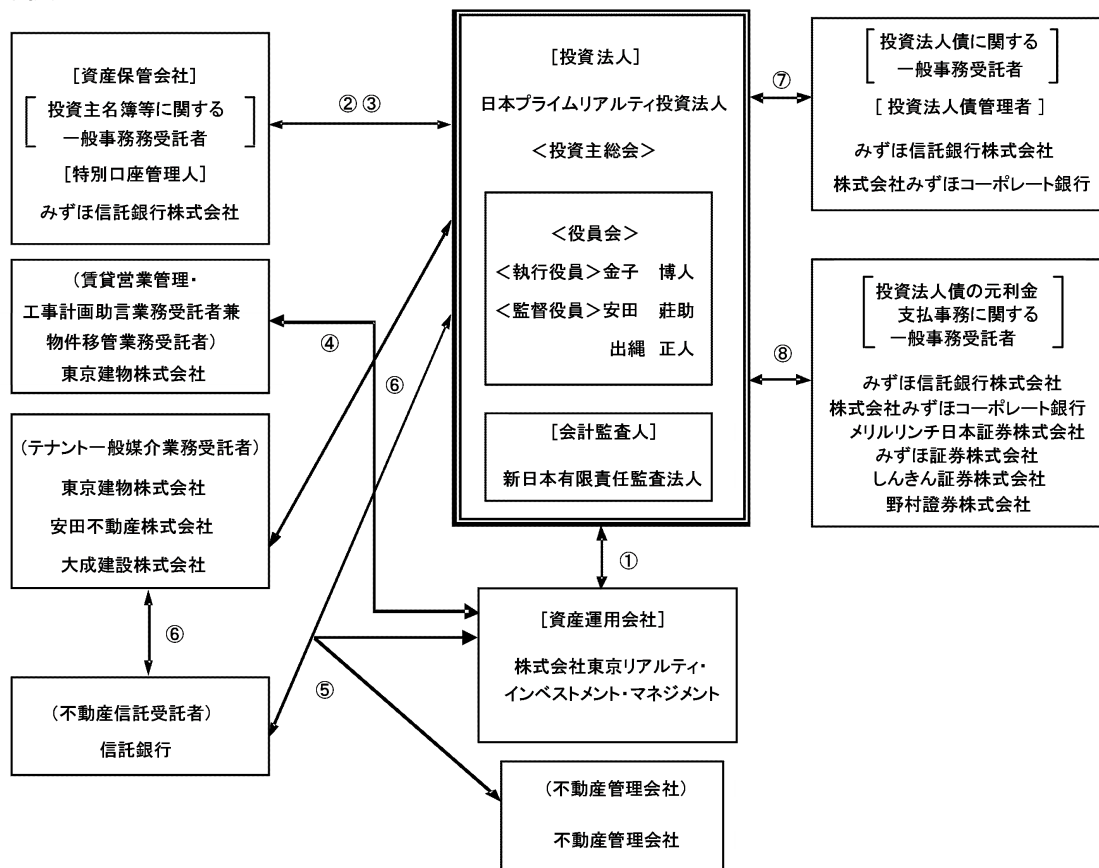 [資産保管会社]
投資主名簿等に関する
一般事務務受託者
[特別口座管理人]
みずほ信託銀行株式会社
②③
[投資法人]
日本プライムリアルティ投資法人
<投資主総会>
<役員会>
<執行役員>金子 博人
<監督役員>安田 莊助
出縄 正人
[会計監査人]
新日本有限責任監査法人
⑦
投資法人債に関する
一般事務受託者
[投資法人債管理者]
みずほ信託銀行株式会社
株式会社みずほコーポレート銀行
(賃貸営業管理・
工事計画助言業務受託者兼
物件移管業務受託者)
東京建物株式会社
④
⑥
⑧
投資法人債の元利金
支払事務に関する
一般事務受託者
みずほ信託銀行株式会社
株式会社みずほコーポレート銀行
メリルリンチ日本証券株式会社
みずほ証券株式会社
しんきん証券株式会社
野村證券株式会社
(テナント一般媒介業務受託者)
東京建物株式会社
安田不動産株式会社
大成建設株式会社
⑥
①
[資産運用会社]
株式会社東京リアルティ・
インベストメント・マネジメント
⑤
(不動産信託受託者)
信託銀行
(不動産管理会社)
不動産管理会社